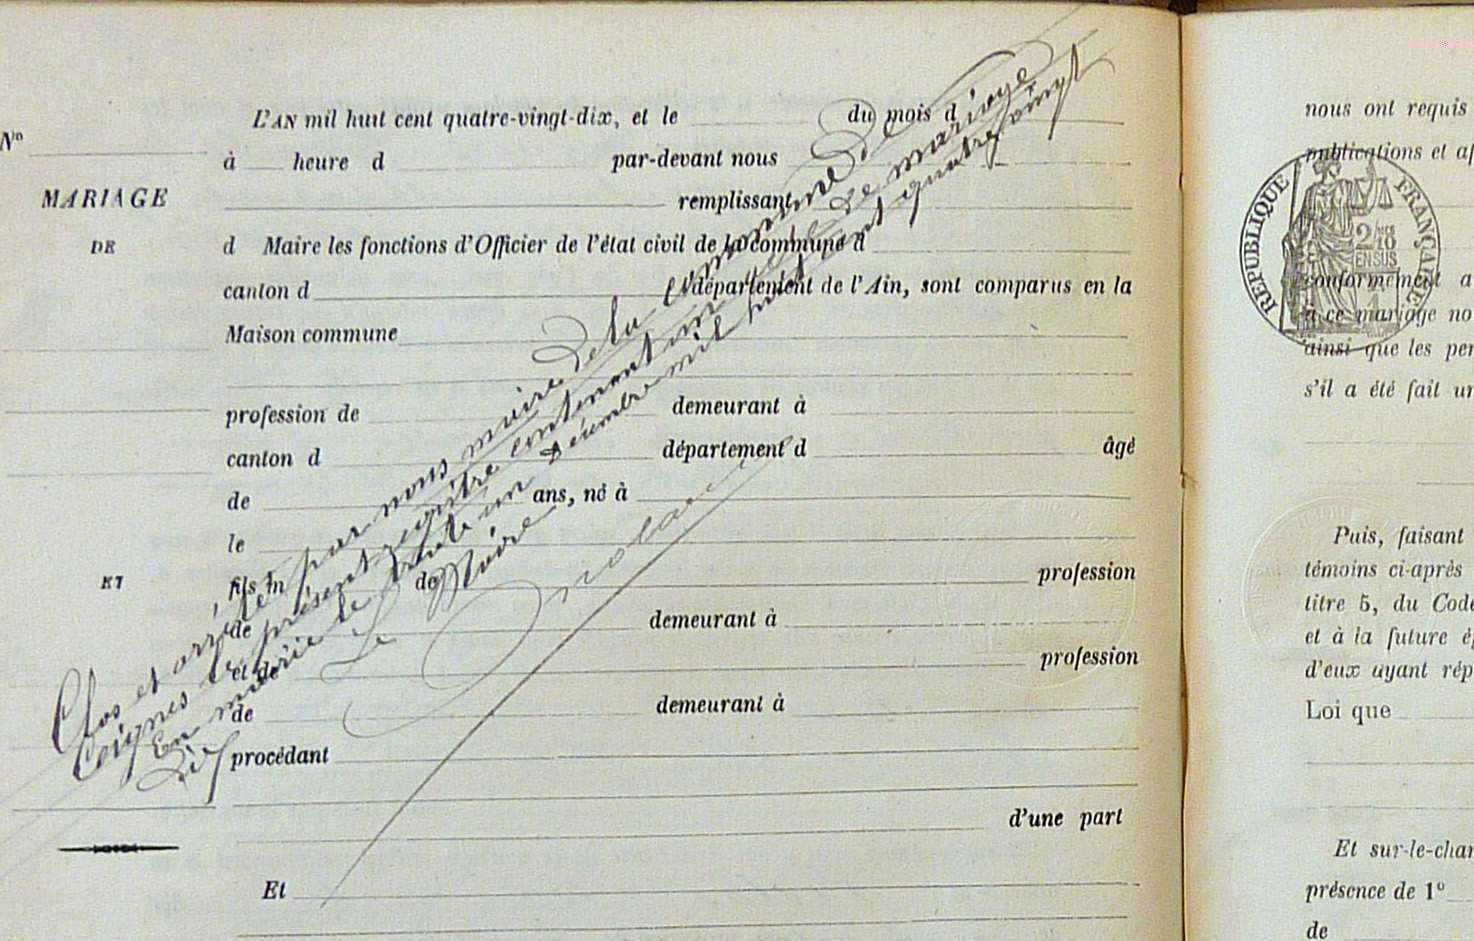 L'AN mil huit cent quatre-vingt-dix, et le du mois d
N°
à heure d par-devant nous
MARIAGE
remplissant
DE
d Maire les fonctions d'Officier de l'état civil de la commune d
canton d département de l'Ain, sont comparus en la
Maison commune
profession de demeurant à
canton d département d âgé
de ans, né à
le
ET
fils de profession
de demeurant à
et de profession
de demeurant à
procédant
d'une part
Et
Clos et arrêté par nous maire de la commune de
le présent registre contenant de mariage
En mairie le trente un Décembre mil huit cent quatre vingt
dix
Le Maire
nous ont requis
publications et af
RÉPUBLIQUE FRANÇAISE
2/10
EN SUS
conformément a
à ce mariage no
ainsi que les per
s'il a été fait un
Puis, faisant
témoins ci-après
titre 5, du Code
et à la future ép
d'eux ayant rép
Loi que
Et sur-le-char
présence de 1°
de